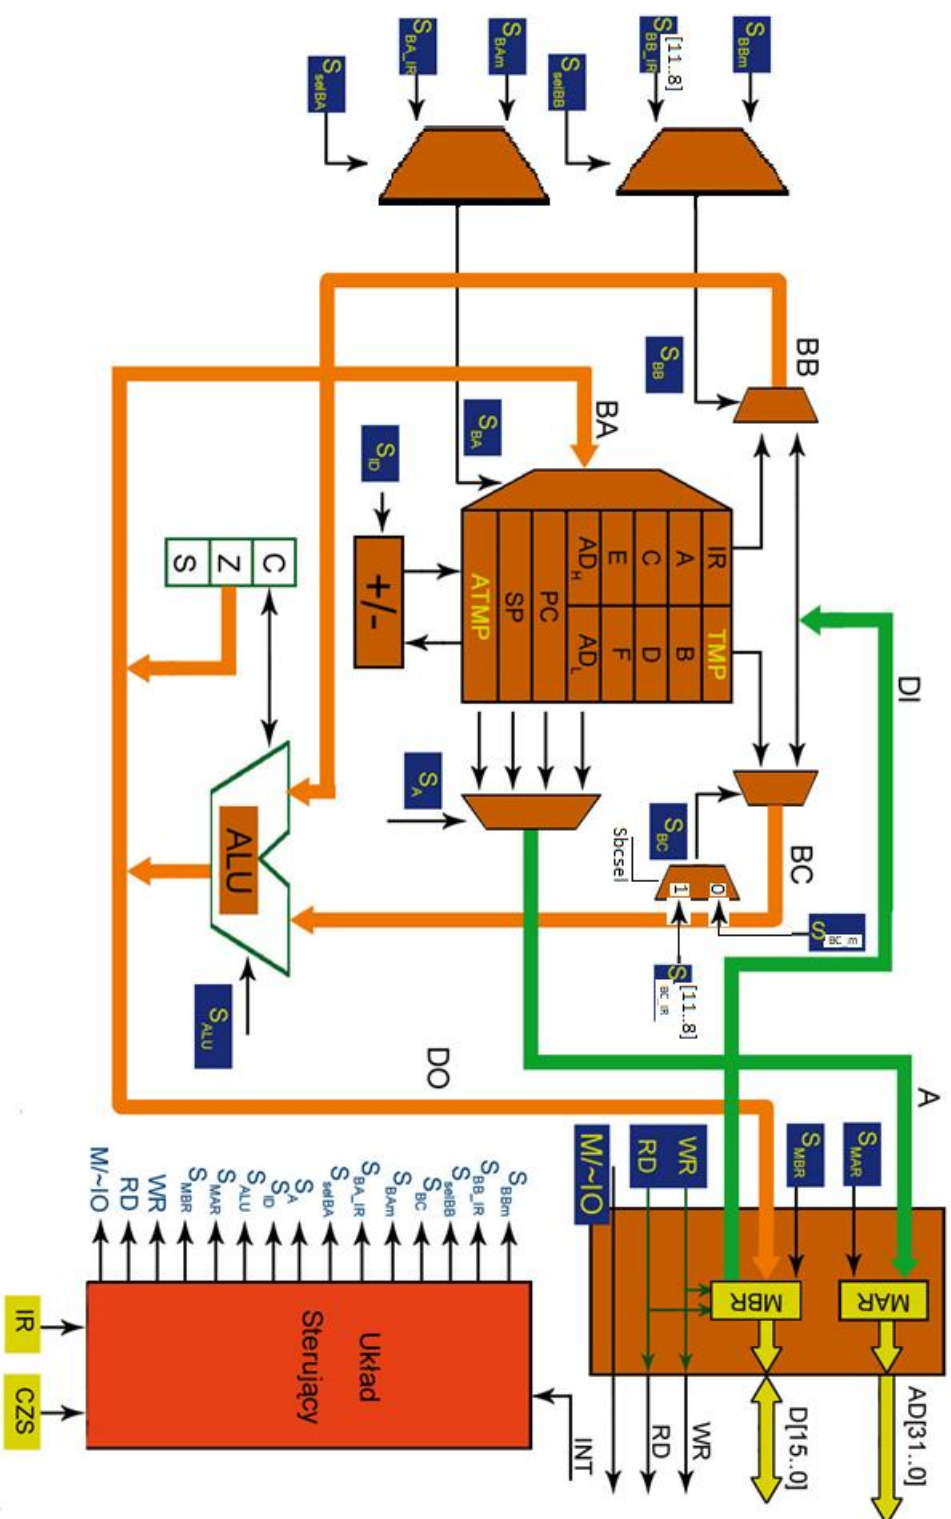 S_BBm
S_BB_IR [11..8]
S_selBB
S_BAm
S_BA_IR
S_selBA
BB
S_BB
BA
S_BA
S_ID
+/-
IR
TMP
A
B
C
D
E
F
AD_H
AD_L
PC
SP
ATMP
C
Z
S
DI
S_A
S_BC
BC
Sbcsel
0
1
S_BC_m
S_BC_IR [11..8]
ALU
S_ALU
DO
A
S_MAR
S_MBR
WR
RD
M/~IO
MAR
MBR
AD[31..0]
D[15..0]
WR
RD
INT
S_BBm
S_BB_IR
S_selBB
S_BC
S_BAm
S_BA_IR
S_selBA
S_A
S_ID
S_ALU
S_MAR
S_MBR
WR
RD
M/~IO
Układ
Sterujący
IR
CZS